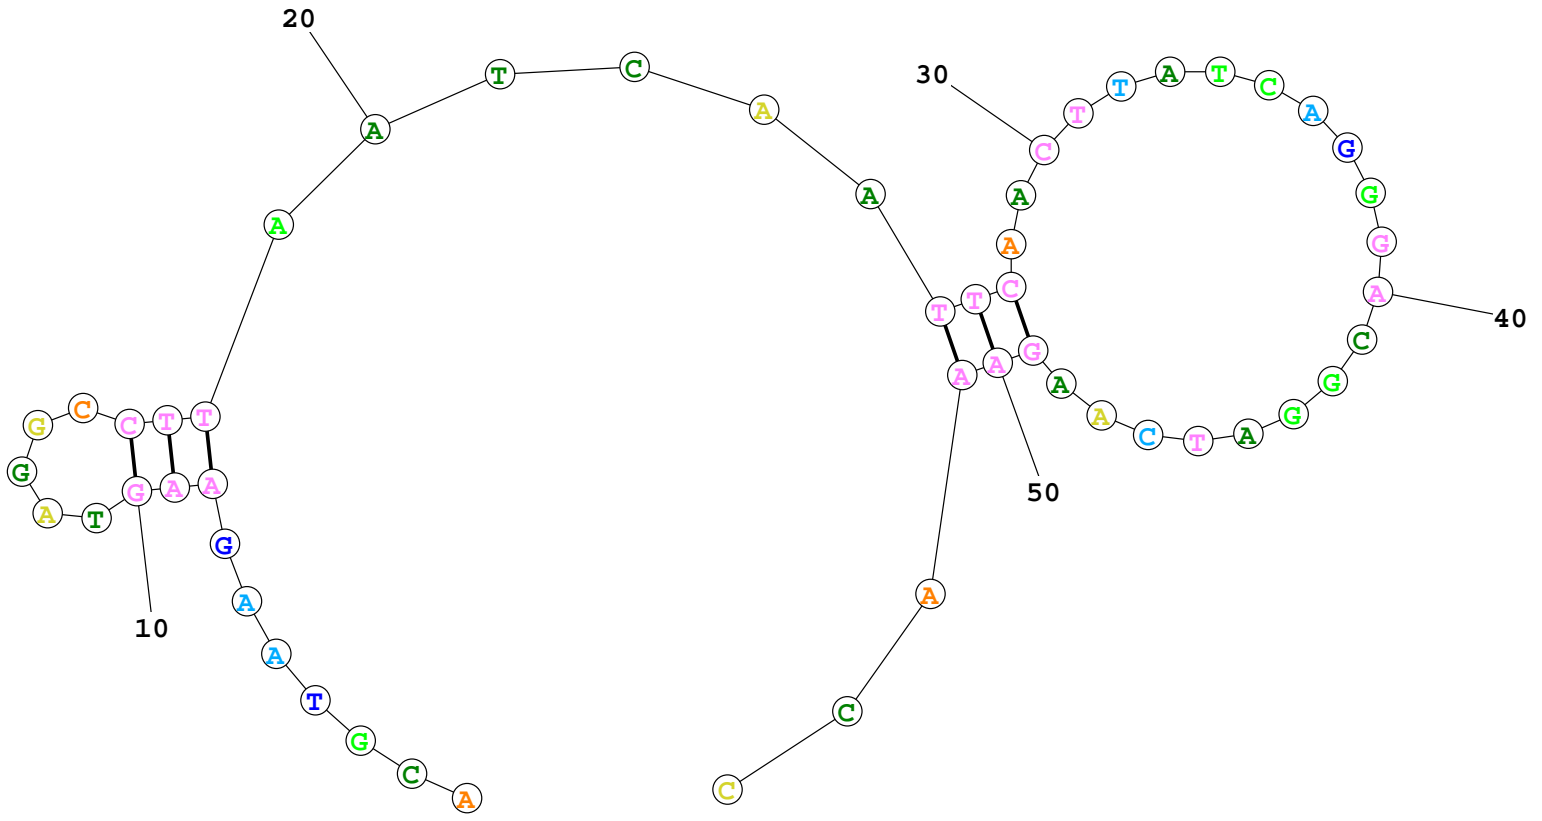 A C G T A A G A A G
10
T A G G C C T T A A
20
T C A A T T C A A C
30
T T A T C A G G G A
40
C G G A T C A A G A
50
A A C C